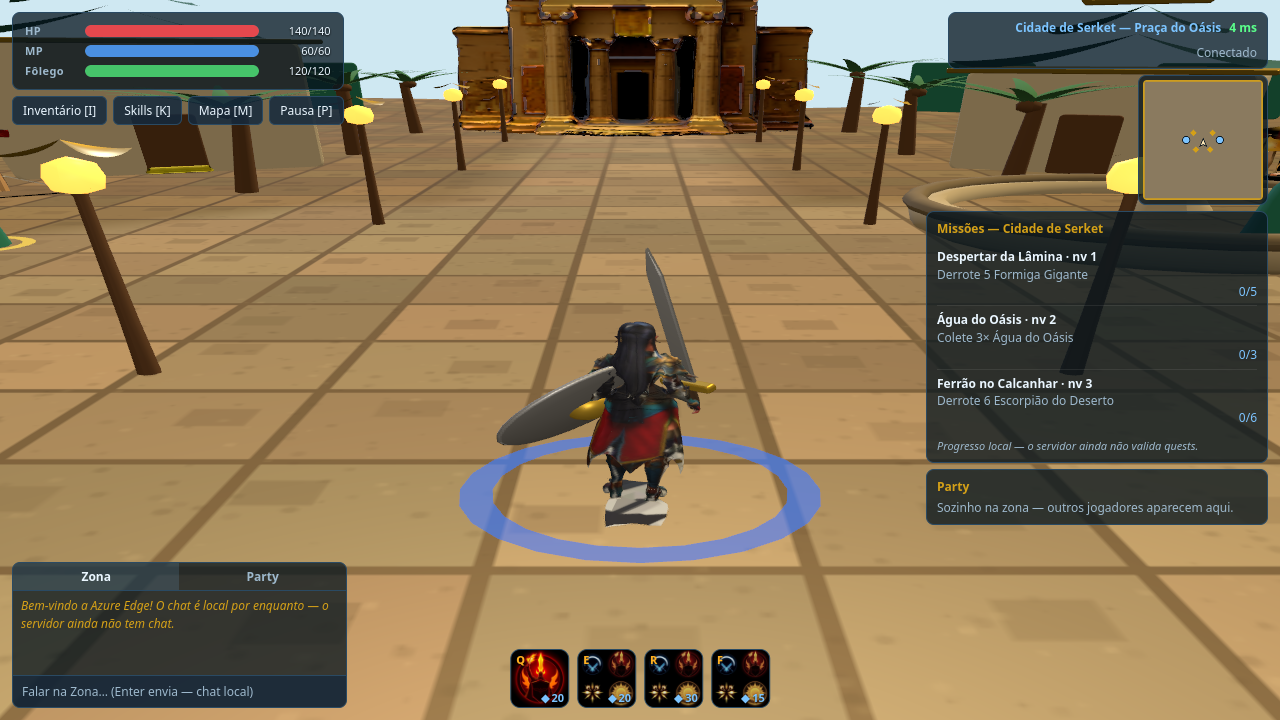 HP 140/140
MP 60/60
Fôlego 120/120
Inventário [I] Skills [K] Mapa [M] Pausa [P]
Cidade de Serket — Praça do Oásis 4 ms
Conectado
Missões — Cidade de Serket
Despertar da Lâmina · nv 1
Derrote 5 Formiga Gigante
0/5
Água do Oásis · nv 2
Colete 3× Água do Oásis
0/3
Ferrão no Calcanhar · nv 3
Derrote 6 Escorpião do Deserto
0/6
Progresso local — o servidor ainda não valida quests.
Party
Sozinho na zona — outros jogadores aparecem aqui.
Zona Party
Bem-vindo a Azure Edge! O chat é local por enquanto — o
servidor ainda não tem chat.
Falar na Zona... (Enter envia — chat local)
Q E R F
20 20 30 15